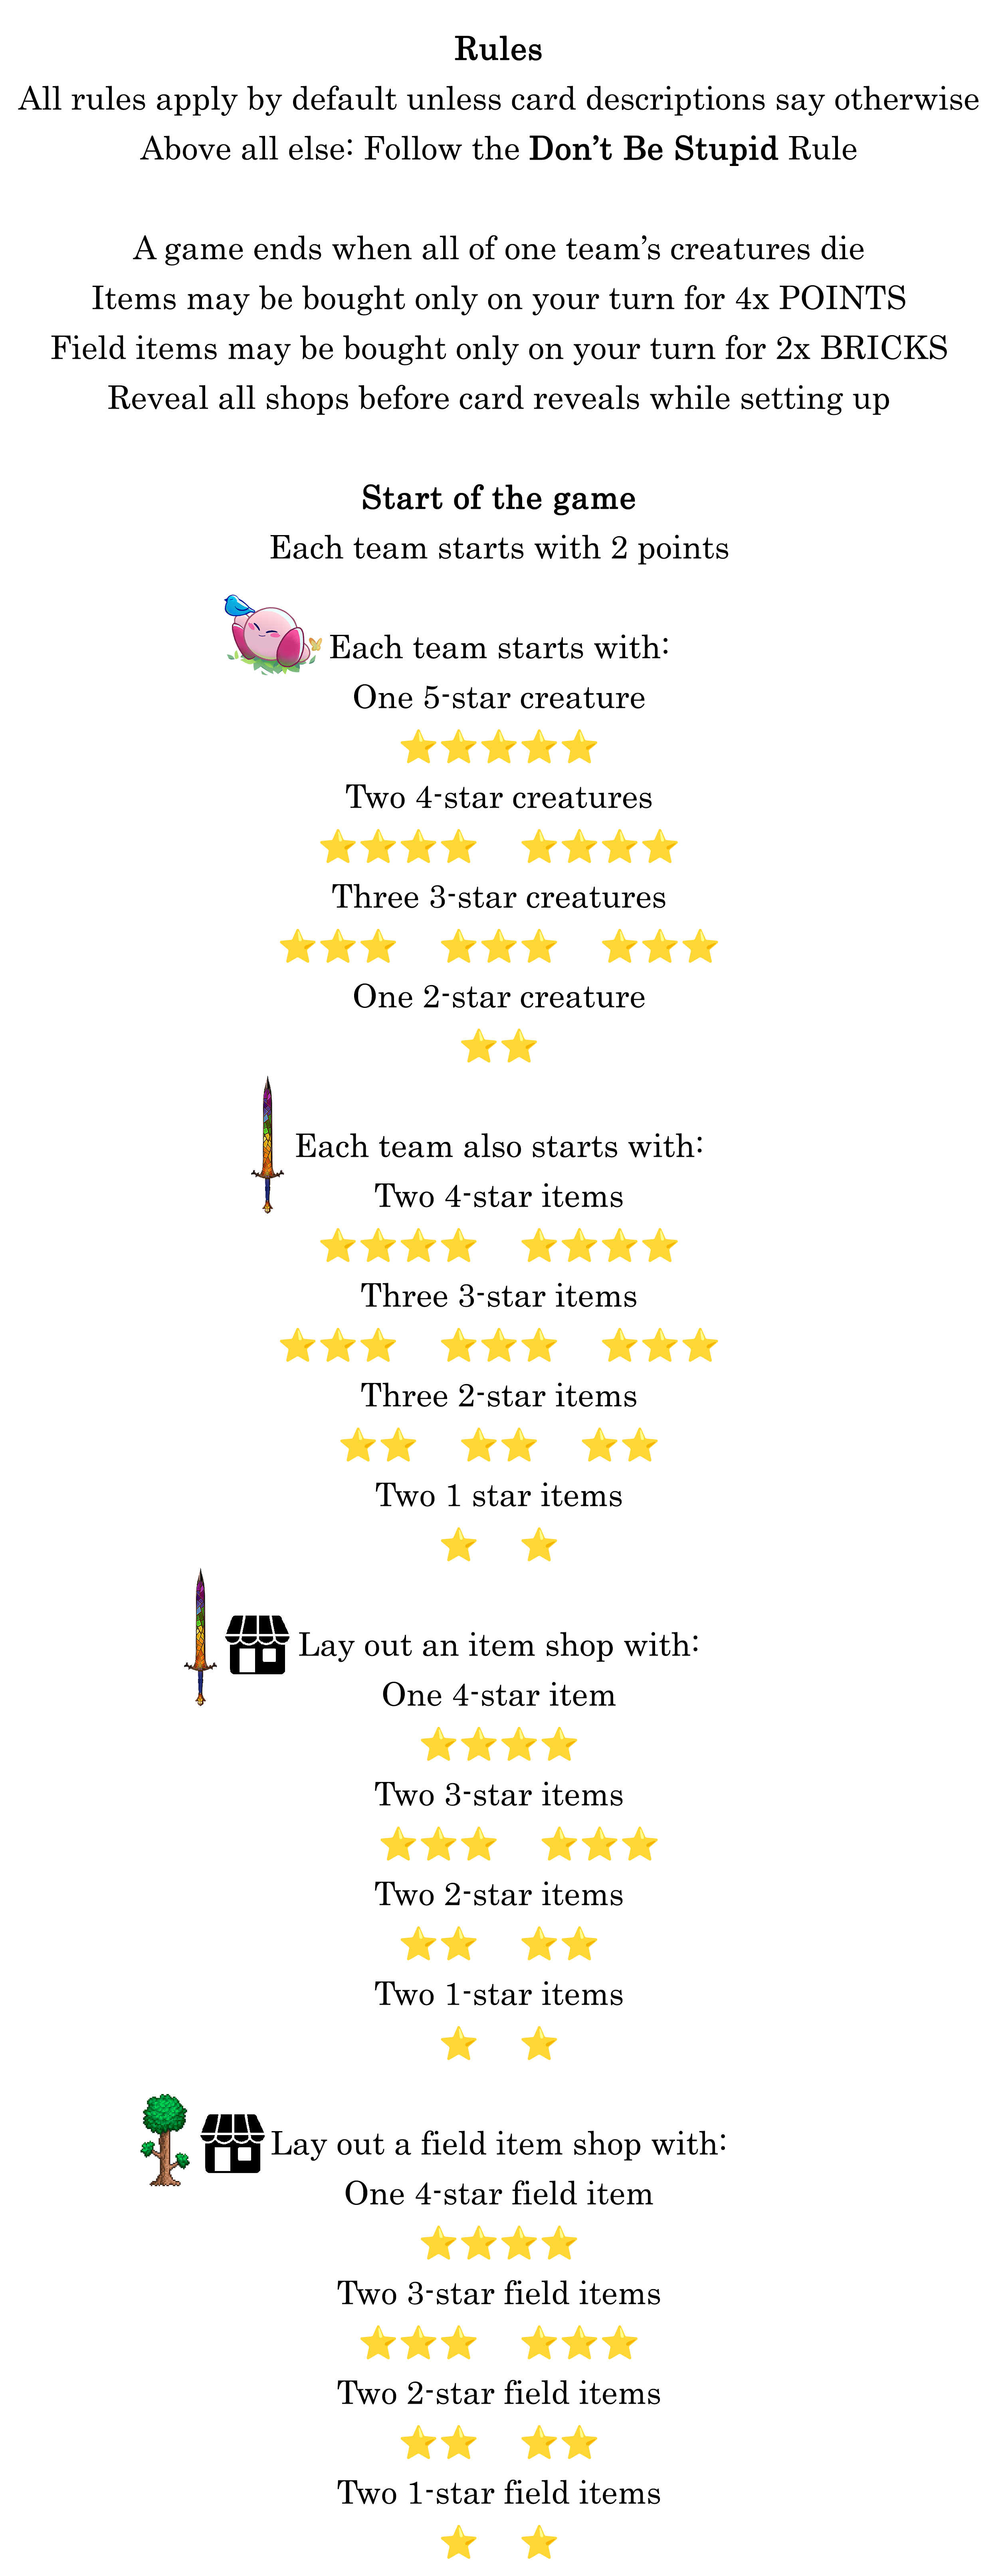 Rules
All rules apply by default unless card descriptions say otherwise
Above all else: Follow the Don’t Be Stupid Rule
A game ends when all of one team’s creatures die
Items may be bought only on your turn for 4x POINTS
Field items may be bought only on your turn for 2x BRICKS
Reveal all shops before card reveals while setting up
Start of the game
Each team starts with 2 points
Each team starts with:
One 5-star creature
Two 4-star creatures
Three 3-star creatures
One 2-star creature
Each team also starts with:
Two 4-star items
Three 3-star items
Three 2-star items
Two 1 star items
Lay out an item shop with:
One 4-star item
Two 3-star items
Two 2-star items
Two 1-star items
Lay out a field item shop with:
One 4-star field item
Two 3-star field items
Two 2-star field items
Two 1-star field items